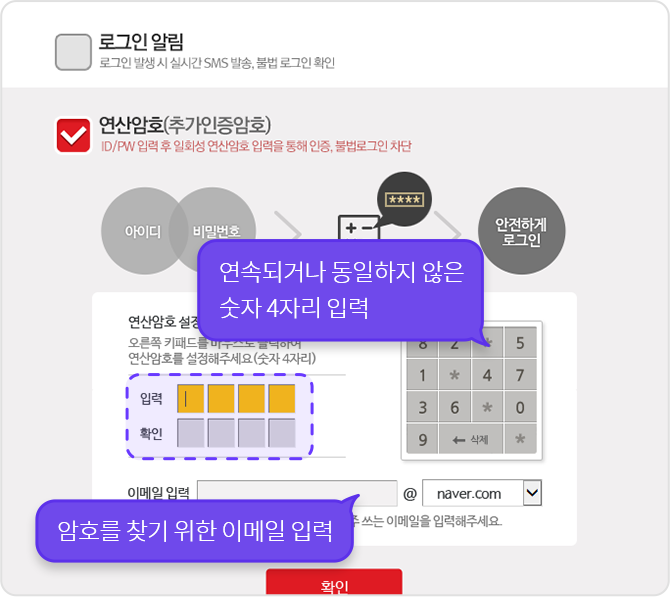 로그인 알림
로그인 발생 시 실시간 SMS 발송, 불법 로그인 확인
연산암호(추가인증암호)
ID/PW 입력 후 일회성 연산암호 입력을 통해 인증, 불법로그인 차단
아이디
비밀번호
****
+ -
안전하게
로그인
연속되거나 동일하지 않은
숫자 4자리 입력
연산암호
오른쪽 키패드를 마우스로 클릭하여
연산암호를 설정해주세요(숫자 4자리)
입력
확인
8 2 * 5
1 * 4 7
3 6 * 0
9 ← 삭제 *
이메일 입력 @ naver.com
암호를 찾기 위한 이메일 입력
쓰는 이메일을 입력해주세요.
확인